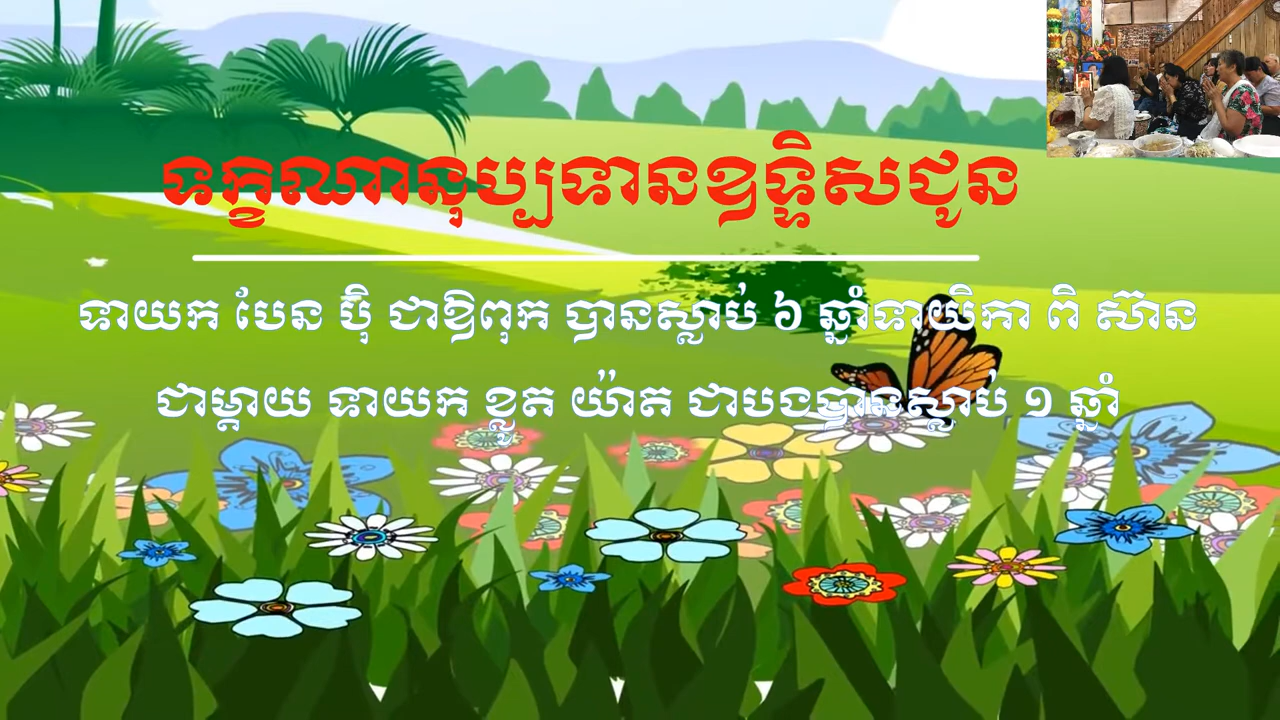 ទក្ខិណានុប្បទានឧទ្ទិសជូន
ទាយក បែន ប៊ិ ជាឱពុក បានស្លាប់ ៦ ឆ្នាំទាយិកា ពិ ស៊ាន
ជាម្តាយ ទាយក ខ្លួត យ៉ាត ជាបងបានស្លាប់ ១ ឆ្នាំ